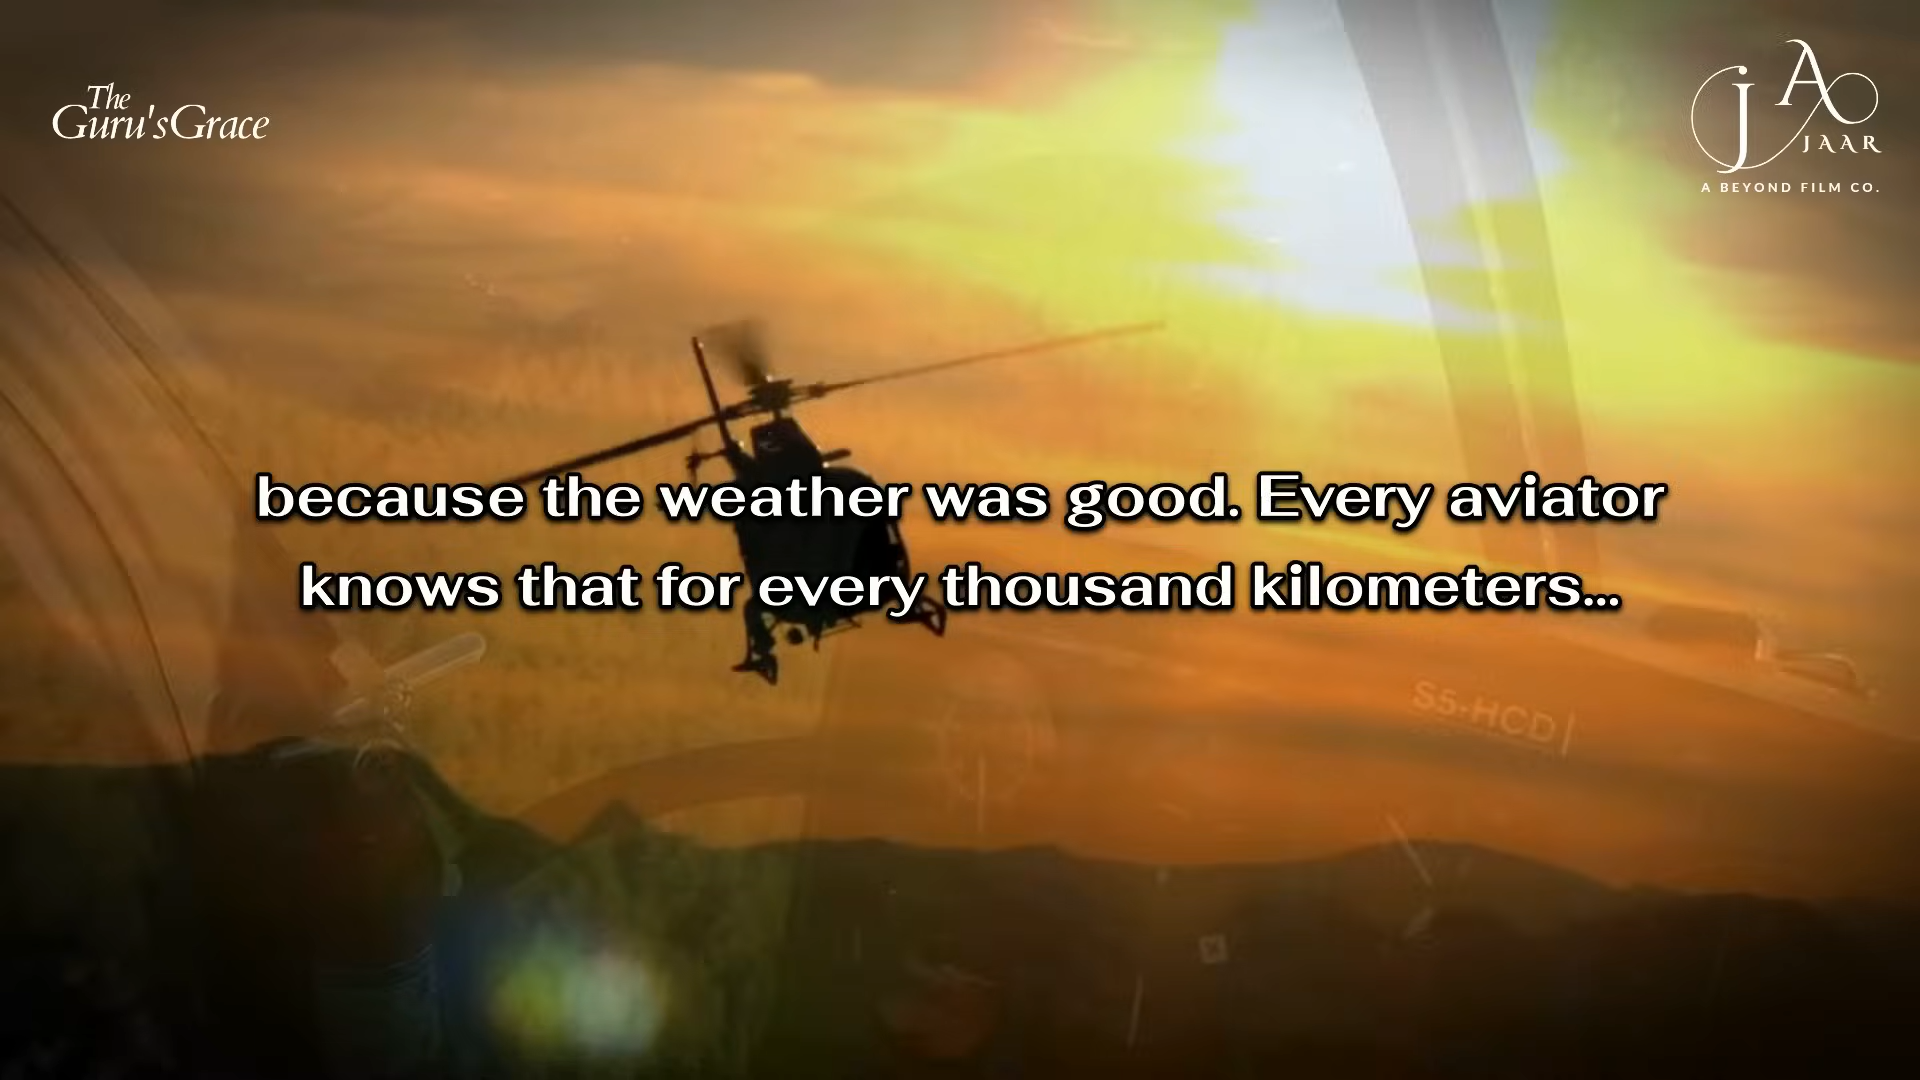 The
Guru'sGrace
J A
JAAR
A BEYOND FILM CO.
because the weather was good. Every aviator
knows that for every thousand kilometers...
S5-HCD